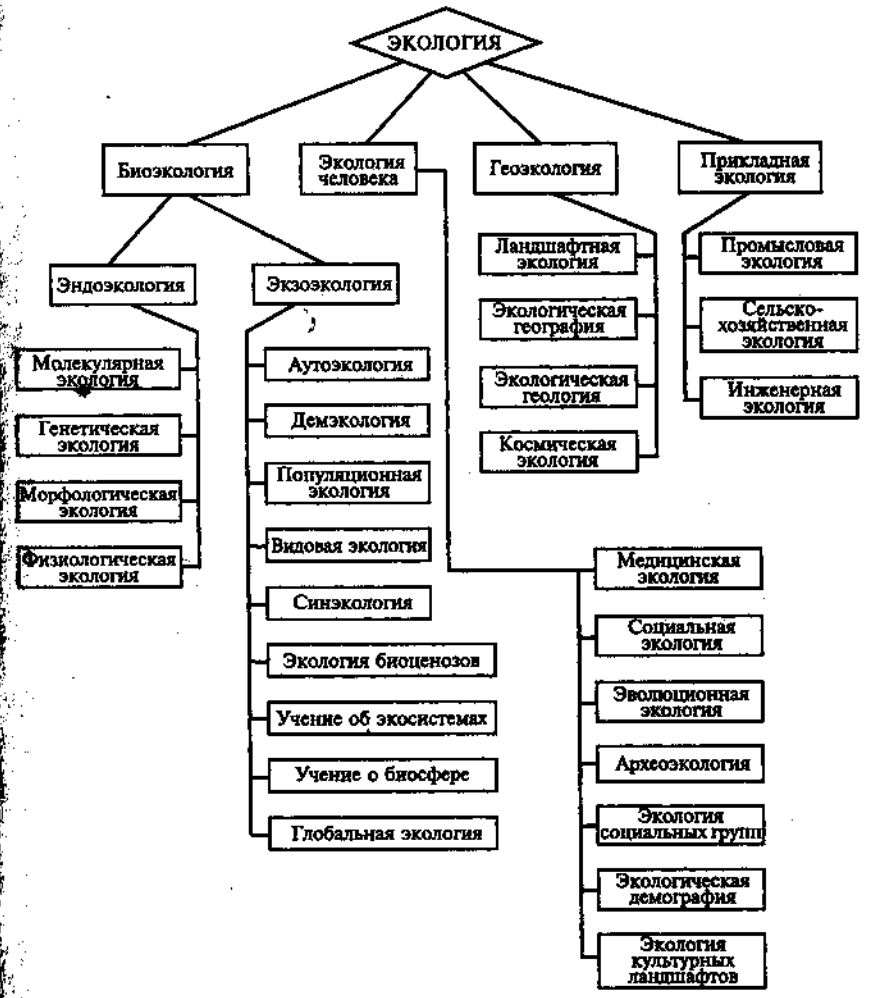 ЭКОЛОГИЯ
Биоэкология
Экология
человека
Геоэкология
Прикладная
экология
Эндоэкология
Экзоэкология
Молекулярная
экология
Генетическая
экология
Морфологическая
экология
Физиологическая
экология
Аутоэкология
Демэкология
Популяционная
экология
Видовая экология
Синэкология
Экология биоценозов
Учение об экосистемах
Учение о биосфере
Глобальная экология
Ландшафтная
экология
Экологическая
география
Экологическая
геология
Космическая
экология
Промысловая
экология
Сельско-
хозяйственная
экология
Инженерная
экология
Медицинская
экология
Социальная
экология
Эволюционная
экология
Археоэкология
Экология
социальных групп
Экологическая
демография
Экология
культурных
ландшафтов